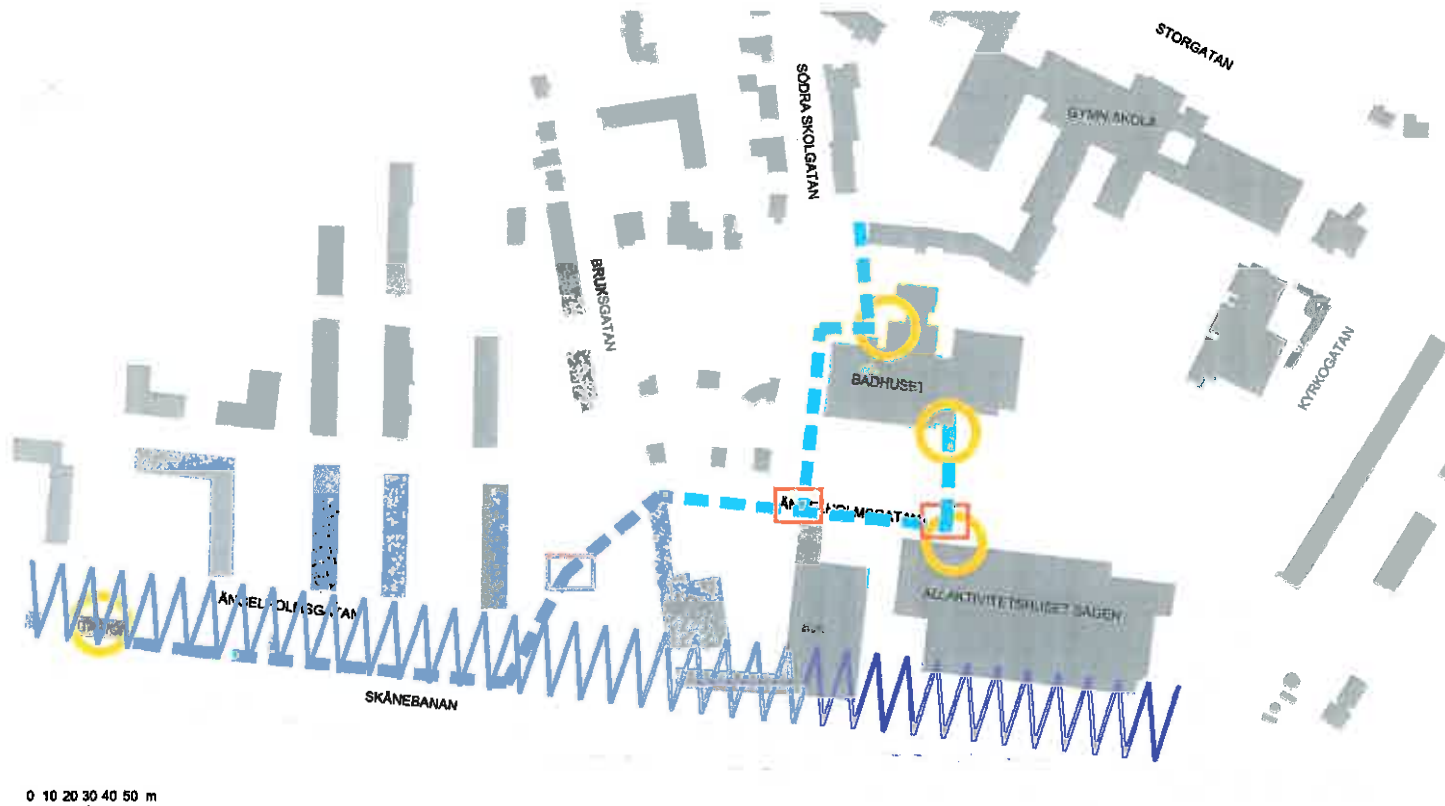 STORGATAN
SÖDRA SKOLGATAN
GYMN.SKOLA
BRUKSGATAN
KYRKOGATAN
BADHUSET
ALLAKTIVITETSHUSET SÅGEN
SKÅNEBANAN
0 10 20 30 40 50 m